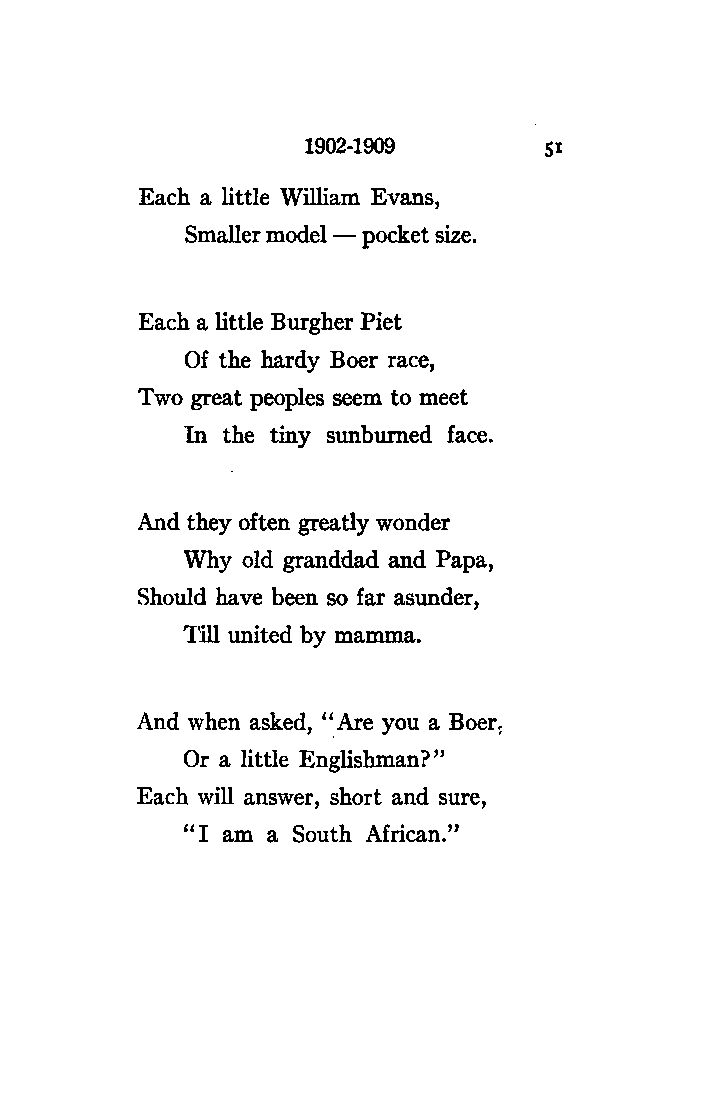 1902-1909 51
Each a little William Evans,
Smaller model — pocket size.
Each a little Burgher Piet
Of the hardy Boer race,
Two great peoples seem to meet
In the tiny sunburned face.
And they often greatly wonder
Why old granddad and Papa,
Should have been so far asunder,
Till united by mamma.
And when asked, “Are you a Boer,
Or a little Englishman?”
Each will answer, short and sure,
“I am a South African.”